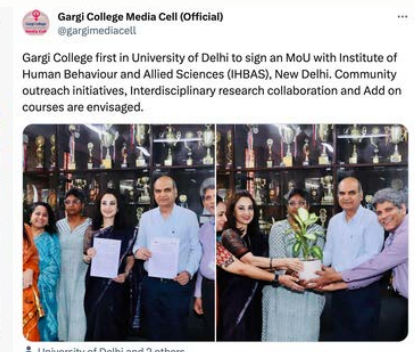 Gargi College Media Cell (Official)
@gargimediacell
Gargi College first in University of Delhi to sign an MoU with Institute of
Human Behaviour and Allied Sciences (IHBAS), New Delhi. Community
outreach initiatives, Interdisciplinary research collaboration and Add on
courses are envisaged.
University of Delhi and 2 others